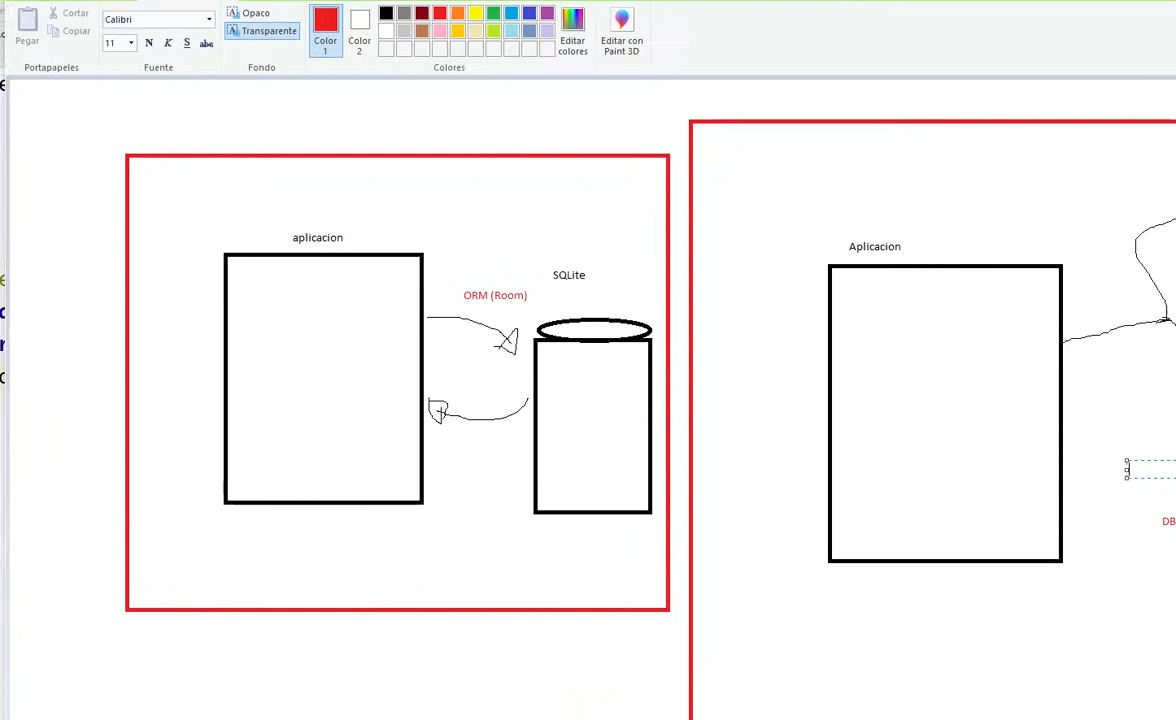 Pegar
Cortar
Copiar
Portapapeles
Calibri
11
N K S abc
Fuente
Opaco
Transparente
Fondo
Color
1
Color
2
Editar
colores
Editar con
Paint 3D
Colores
aplicacion
SQLite
ORM (Room)
Aplicacion
DB